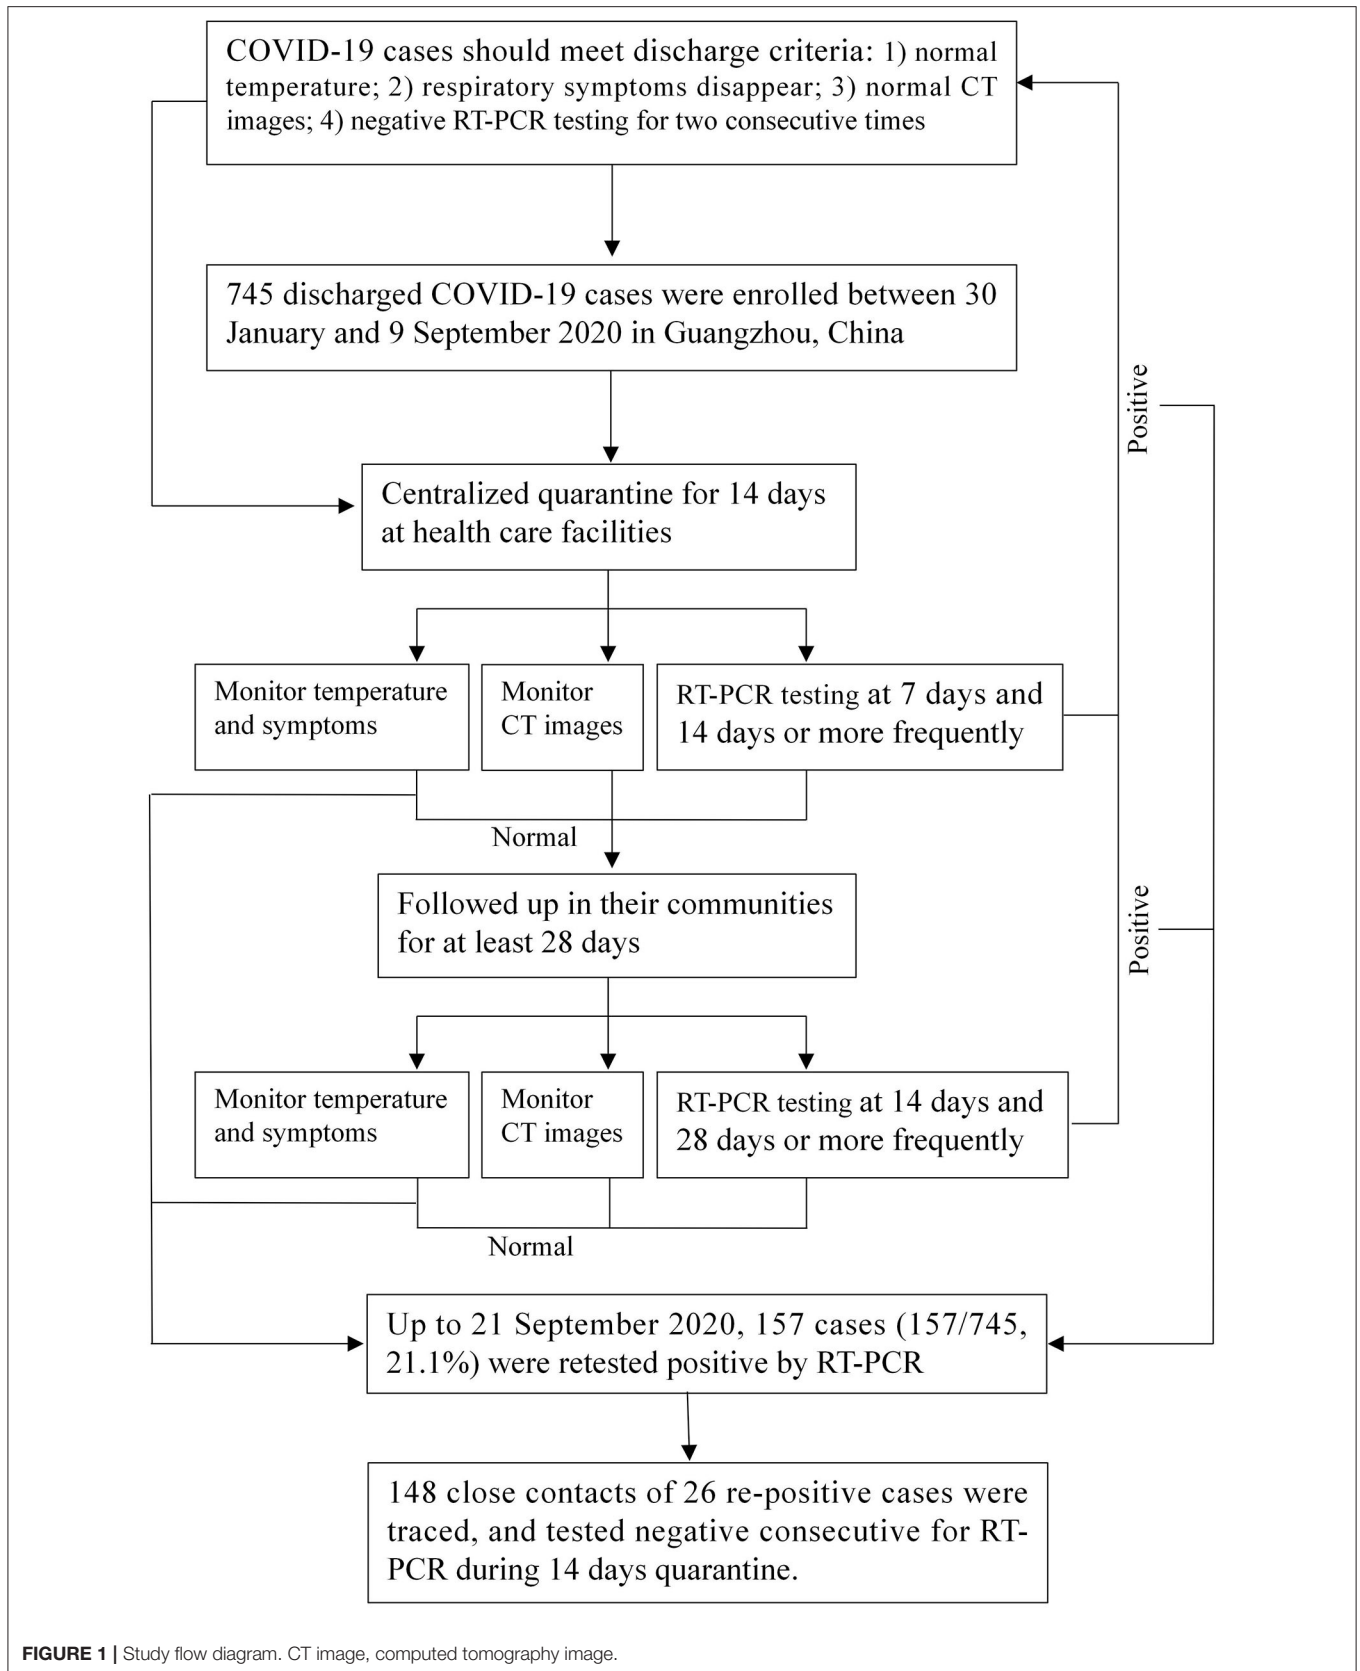 COVID-19 cases should meet discharge criteria: 1) normal
temperature; 2) respiratory symptoms disappear; 3) normal CT
images; 4) negative RT-PCR testing for two consecutive times
745 discharged COVID-19 cases were enrolled between 30
January and 9 September 2020 in Guangzhou, China
Positive
Centralized quarantine for 14 days
at health care facilities
Monitor temperature
and symptoms
Monitor
CT images
RT-PCR testing at 7 days and
14 days or more frequently
Normal
Followed up in their communities
for at least 28 days
Positive
Monitor temperature
and symptoms
Monitor
CT images
RT-PCR testing at 14 days and
28 days or more frequently
Normal
Up to 21 September 2020, 157 cases (157/745,
21.1%) were retested positive by RT-PCR
148 close contacts of 26 re-positive cases were
traced, and tested negative consecutive for RT-
PCR during 14 days quarantine.
FIGURE 1 | Study flow diagram. CT image, computed tomography image.